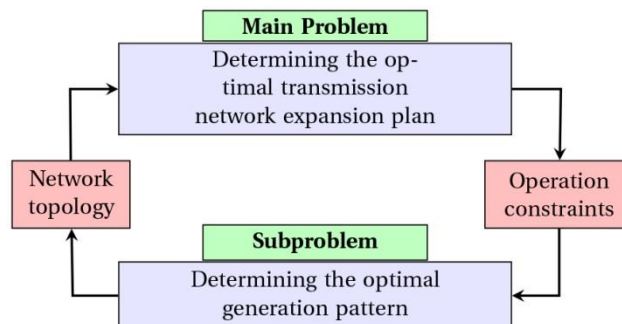 Main Problem
Determining the op-
timal transmission
network expansion plan
Network
topology
Operation
constraints
Subproblem
Determining the optimal
generation pattern